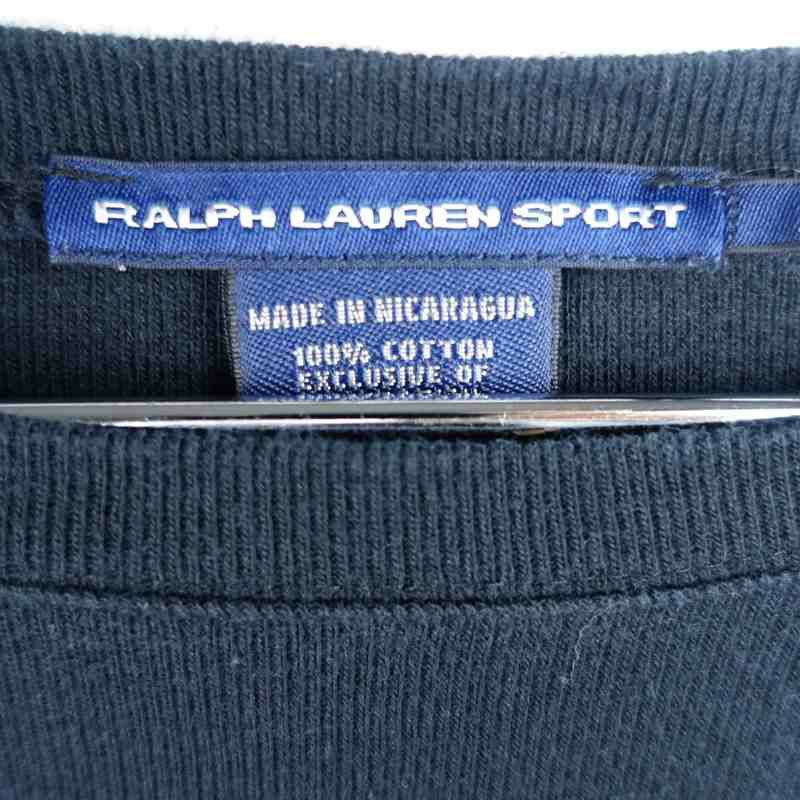 RALPH LAUREN SPORT
MADE IN NICARAGUA
100% COTTON
EXCLUSIVE OF